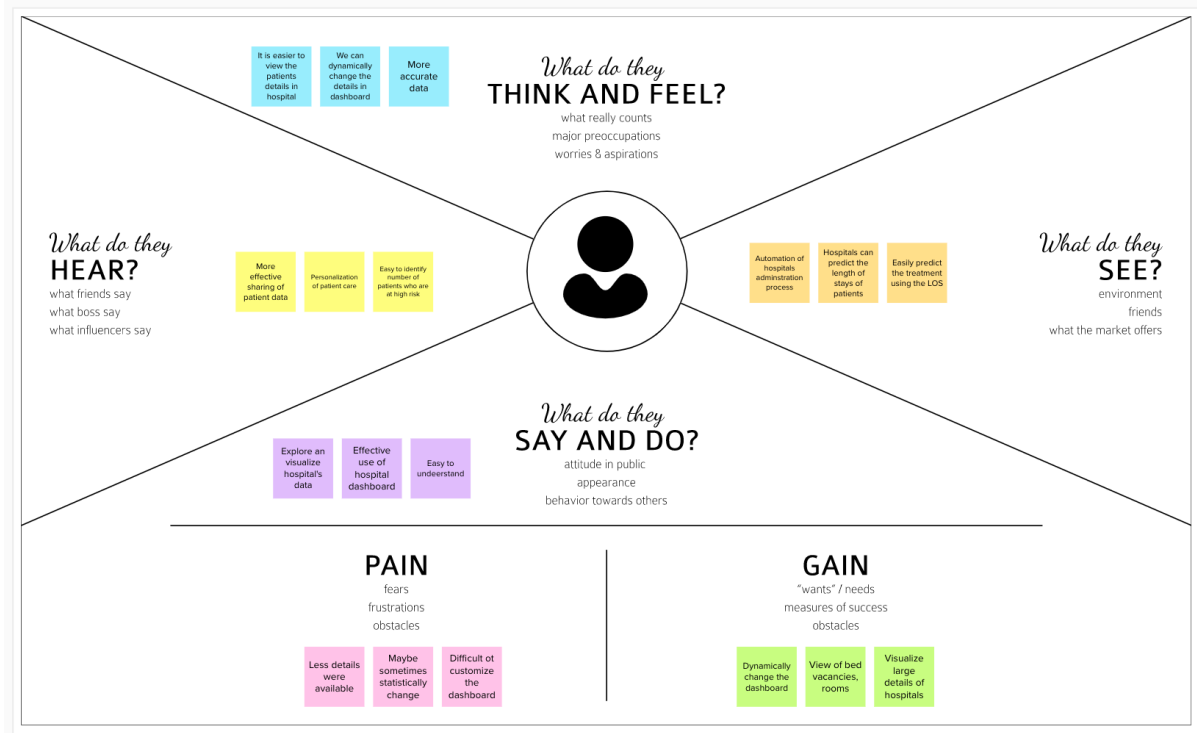 It is easier to
view the
patients
details in
hospital
We can
dynamically
change the
details in
dashboard
More
accurate
data
What do they
THINK AND FEEL?
what really counts
major preoccupations
worries & aspirations
What do they
HEAR?
what friends say
what boss say
what influencers say
More
effective
sharing of
patient data
Personalization
of patient care
Easy to identify
number of
patients who are
at high risk
Automation of
hospitals
adminstration
process
Hospitals can
predict the
length of
stays of
patients
Easily predict
the treatment
using the LOS
What do they
SEE?
environment
friends
what the market offers
What do they
SAY AND DO?
attitude in public
appearance
behavior towards others
Explore an
visualize
hospital's
data
Effective
use of
hospital
dashboard
Easy to
undeerstand
PAIN
fears
frustrations
obstacles
Less details
were
available
Maybe
sometimes
statistically
change
Difficult ot
customize
the
dashboard
GAIN
"wants" / needs
measures of success
obstacles
Dynamically
change the
dashboard
View of bed
vacancies,
rooms
Visualize
large
details of
hospitals